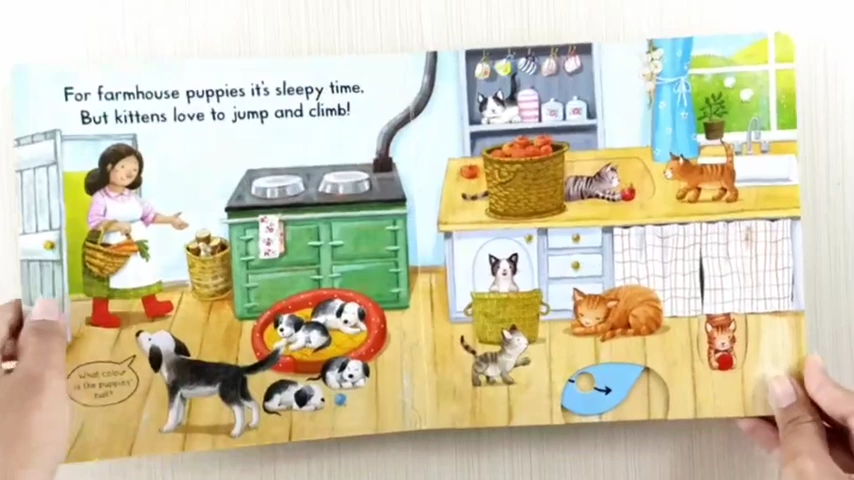 For farmhouse puppies it's sleepy time.
But kittens love to jump and climb!
What colour
is the puppies'
ball?